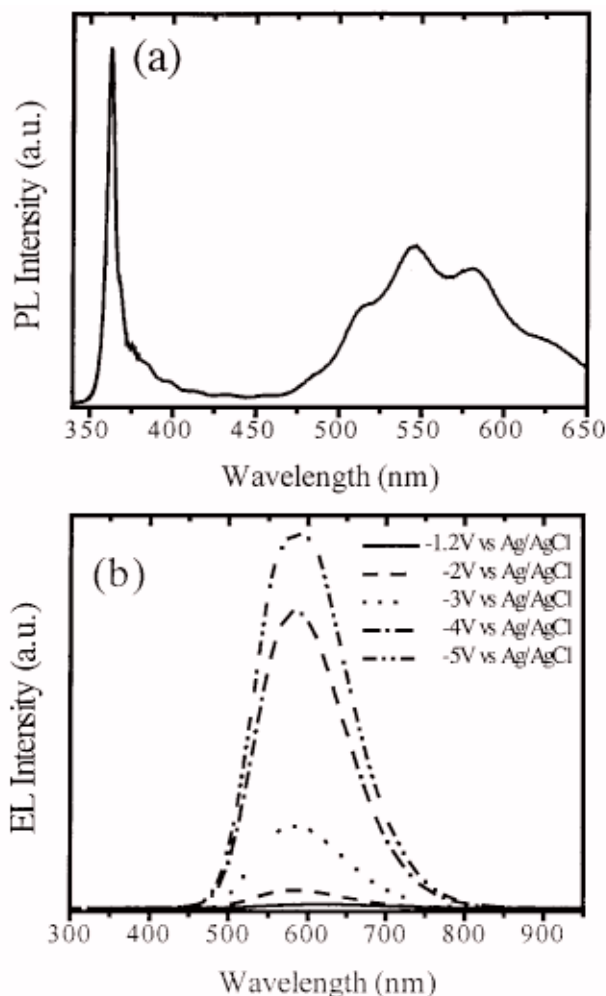 (a)
PL Intensity (a.u.)
350 400 450 500 550 600 650
Wavelength (nm)
(b)
-1.2V vs Ag/AgCl
-2V vs Ag/AgCl
-3V vs Ag/AgCl
-4V vs Ag/AgCl
-5V vs Ag/AgCl
EL Intensity (a.u.)
300 400 500 600 700 800 900
Wavelength (nm)